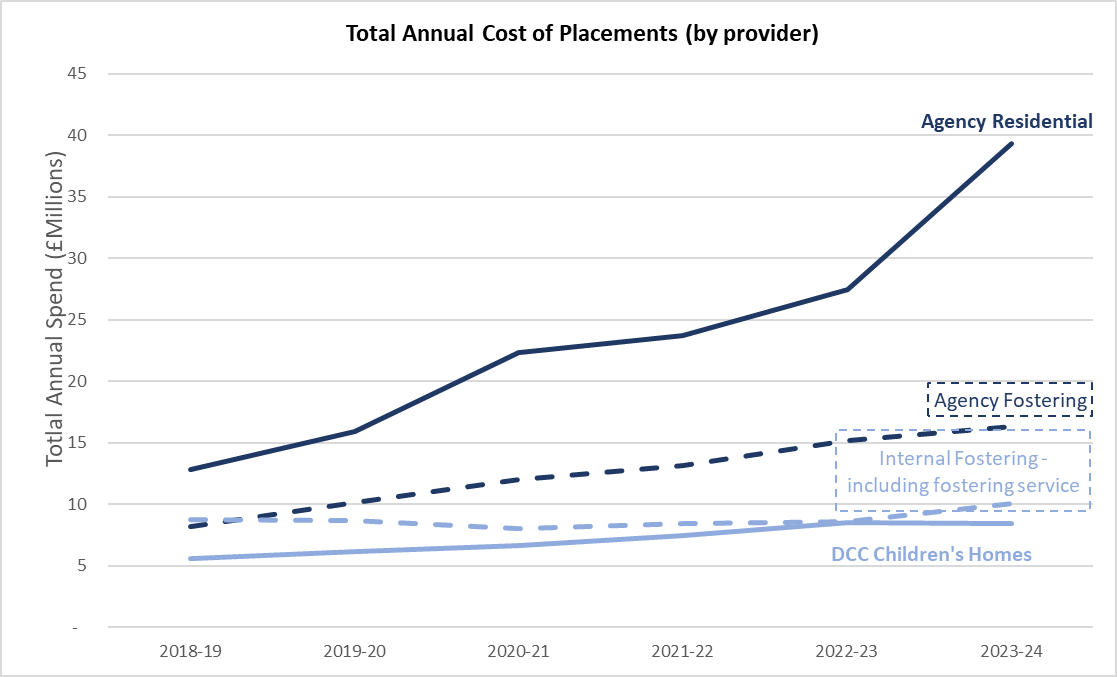 Total Annual Cost of Placements (by provider)
Totlal Annual Spend (£Millions)
45
40
35
30
25
20
15
10
5
-
Agency Residential
Agency Fostering
Internal Fostering -
including fostering service
DCC Children's Homes
2018-19
2019-20
2020-21
2021-22
2022-23
2023-24